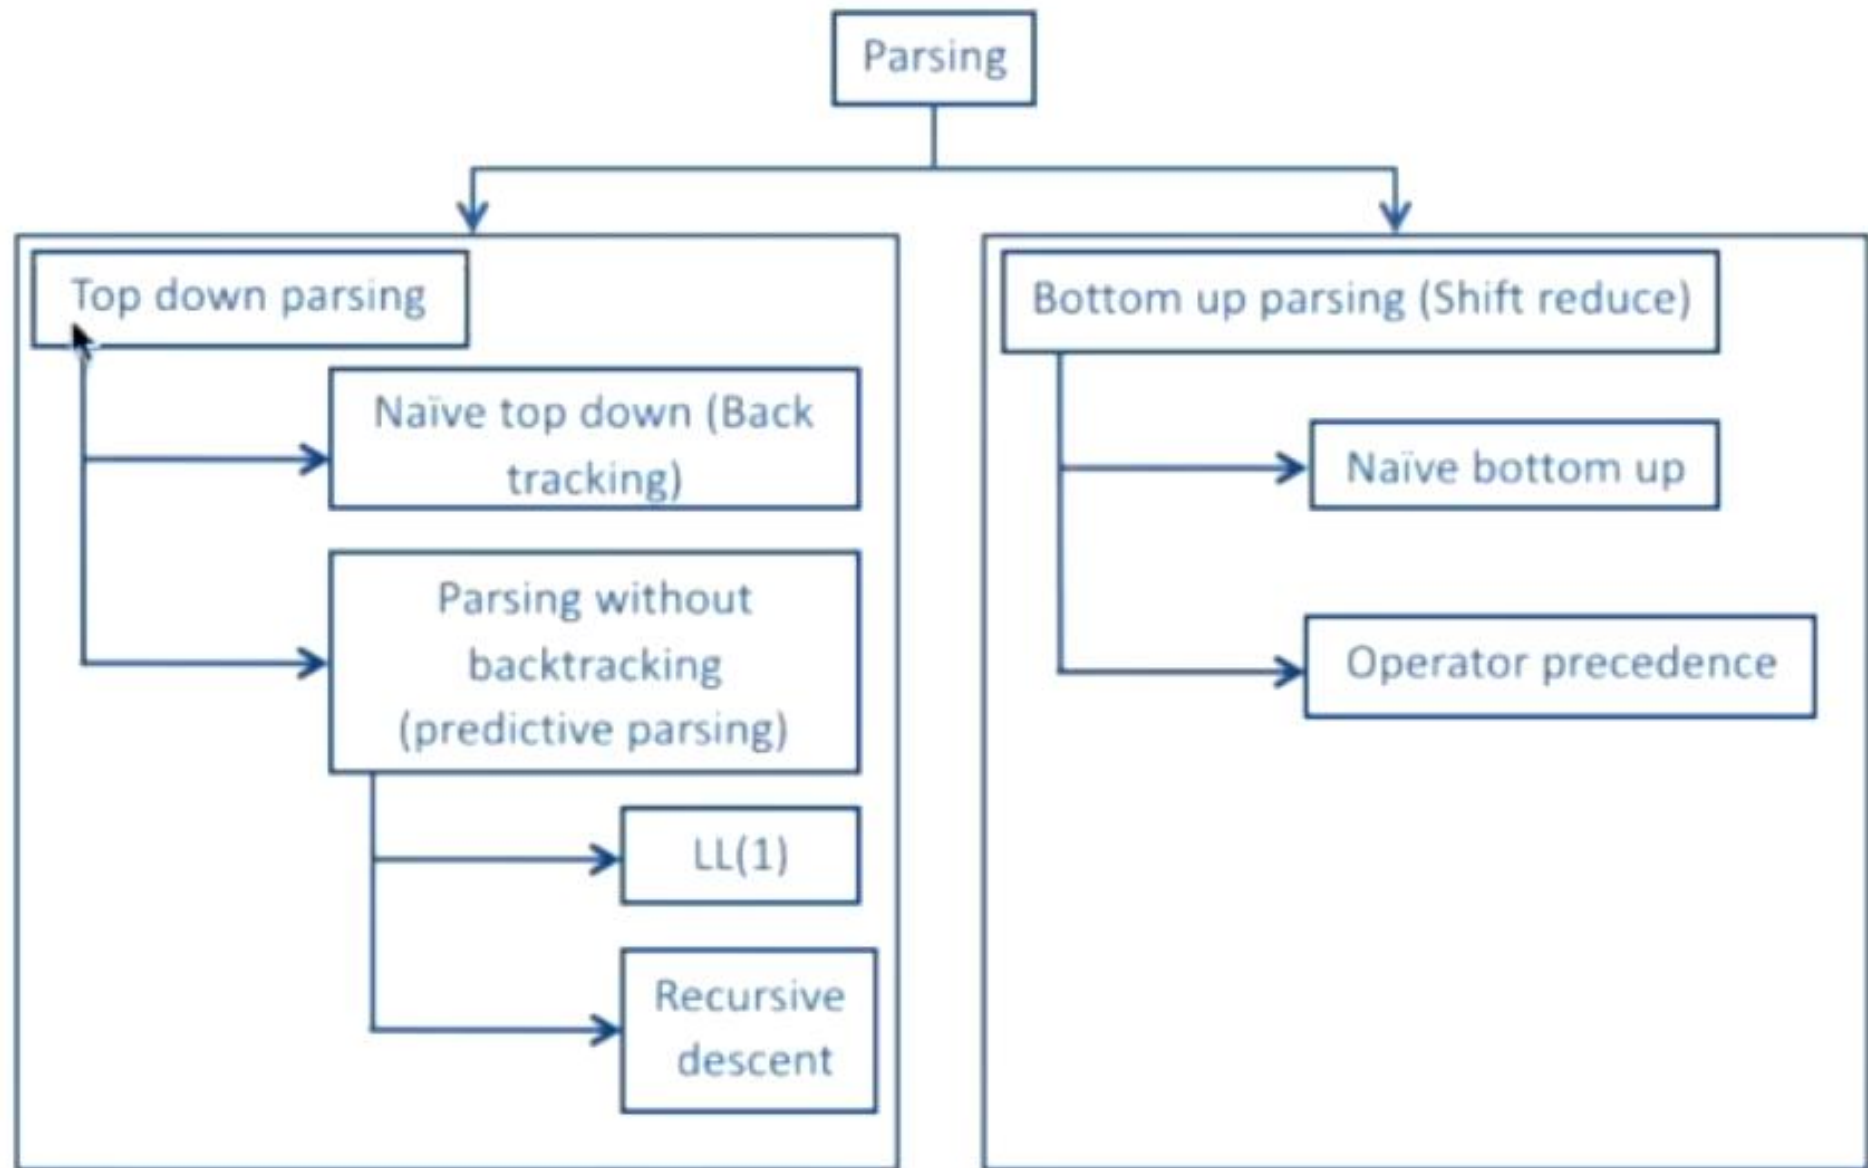 Parsing
Top down parsing
Naïve top down (Back
tracking)
Parsing without
backtracking
(predictive parsing)
LL(1)
Recursive
descent
Bottom up parsing (Shift reduce)
Naïve bottom up
Operator precedence